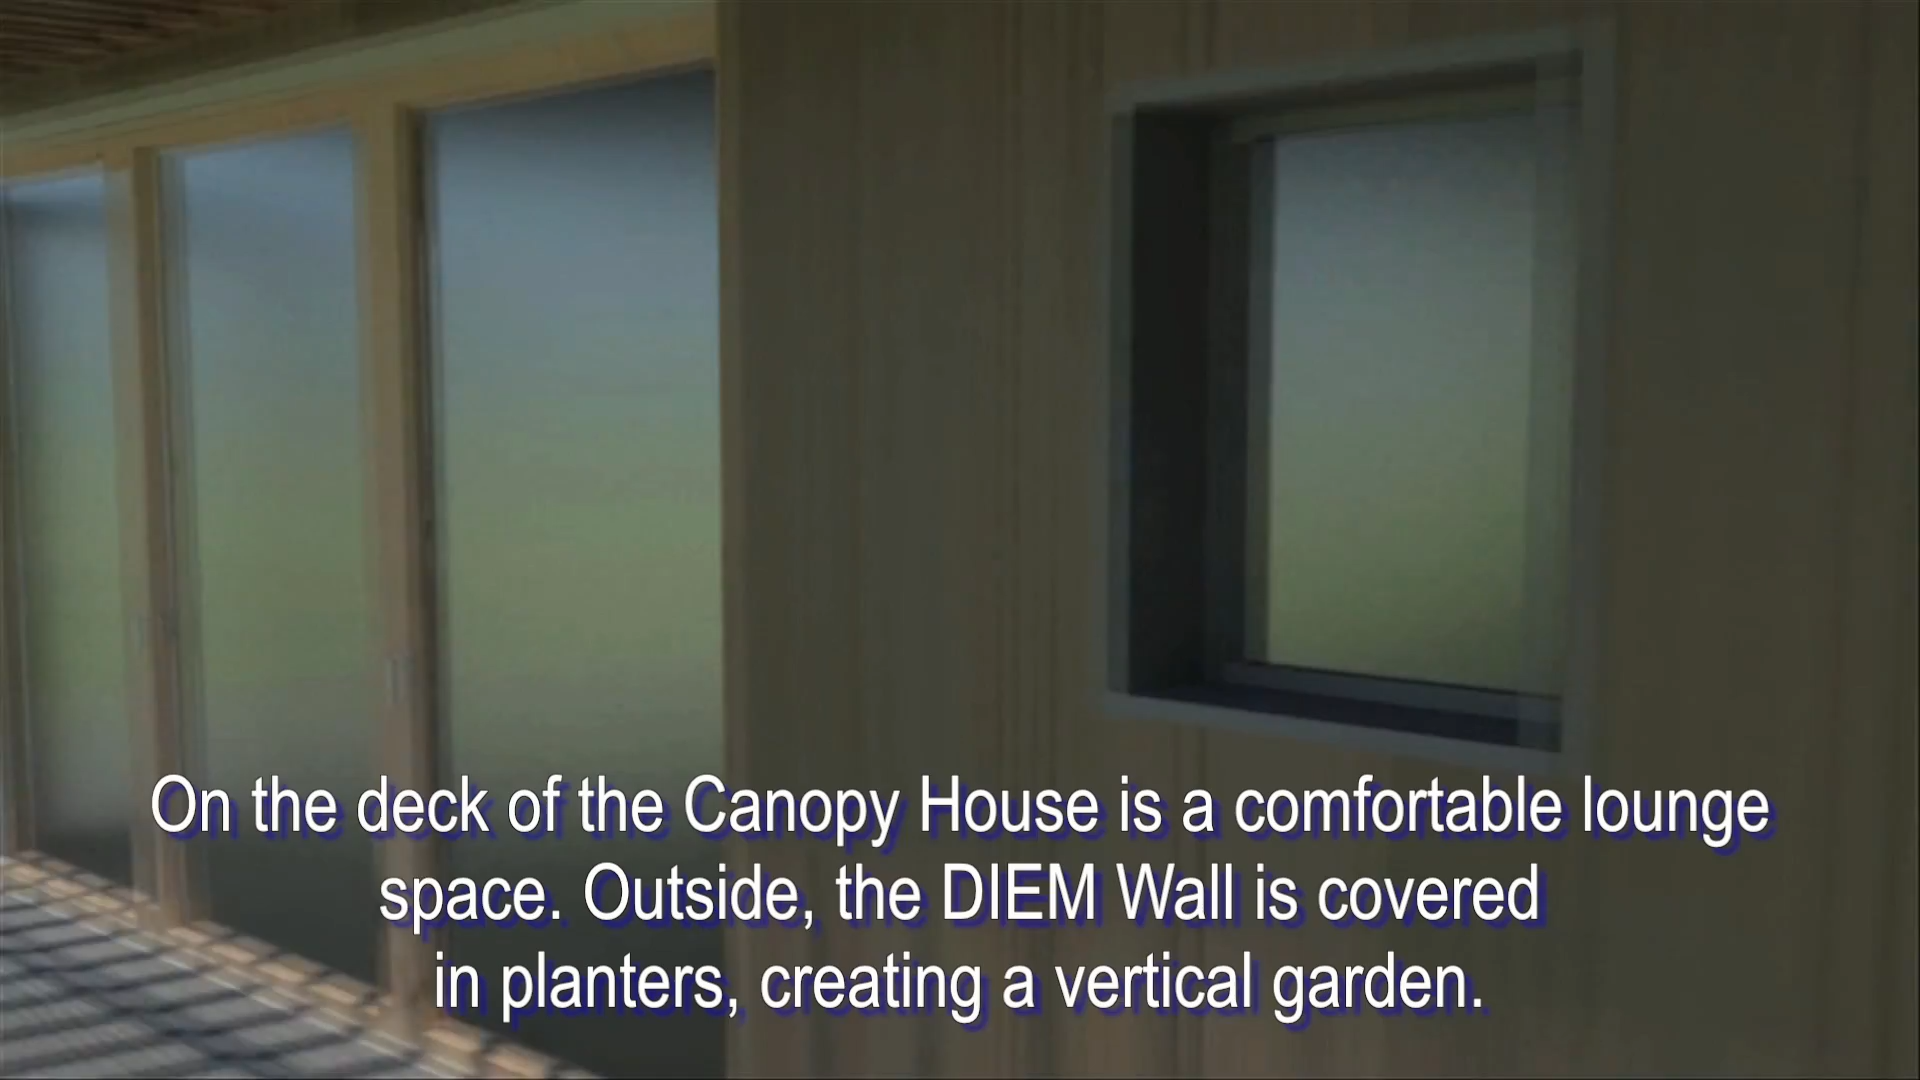 On the deck of the Canopy House is a comfortable lounge
space. Outside, the DIEM Wall is covered
in planters, creating a vertical garden.